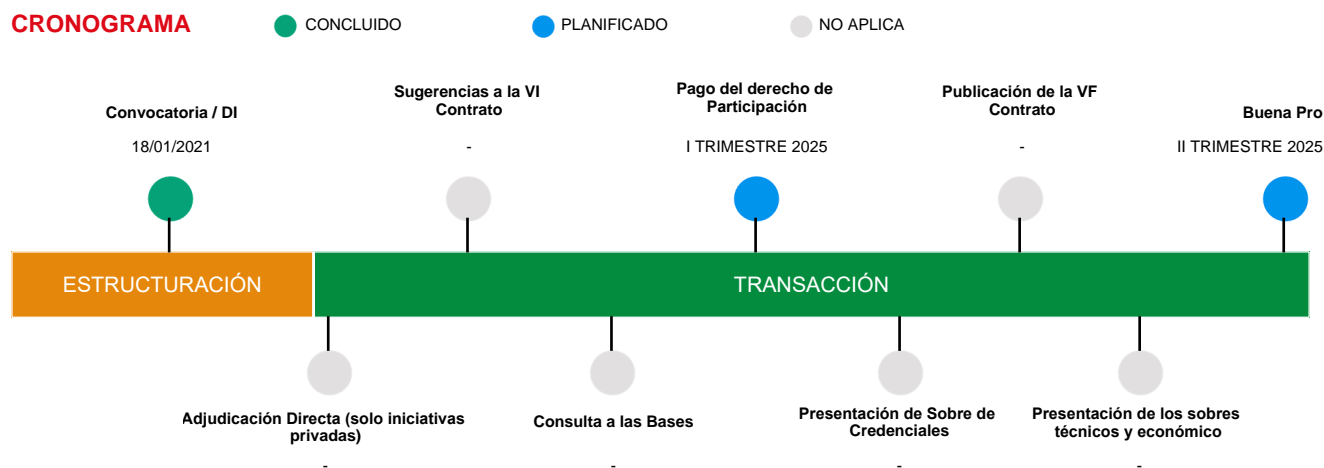 CRONOGRAMA
CONCLUIDO
PLANIFICADO
NO APLICA
Convocatoria / DI
18/01/2021
Sugerencias a la VI
Contrato
-
Pago del derecho de
Participación
I TRIMESTRE 2025
Publicación de la VF
Contrato
-
Buena Pro
II TRIMESTRE 2025
ESTRUCTURACIÓN
TRANSACCIÓN
Adjudicación Directa (solo iniciativas
privadas)
-
Consulta a las Bases
-
Presentación de Sobre de
Credenciales
-
Presentación de los sobres
técnicos y económico
-